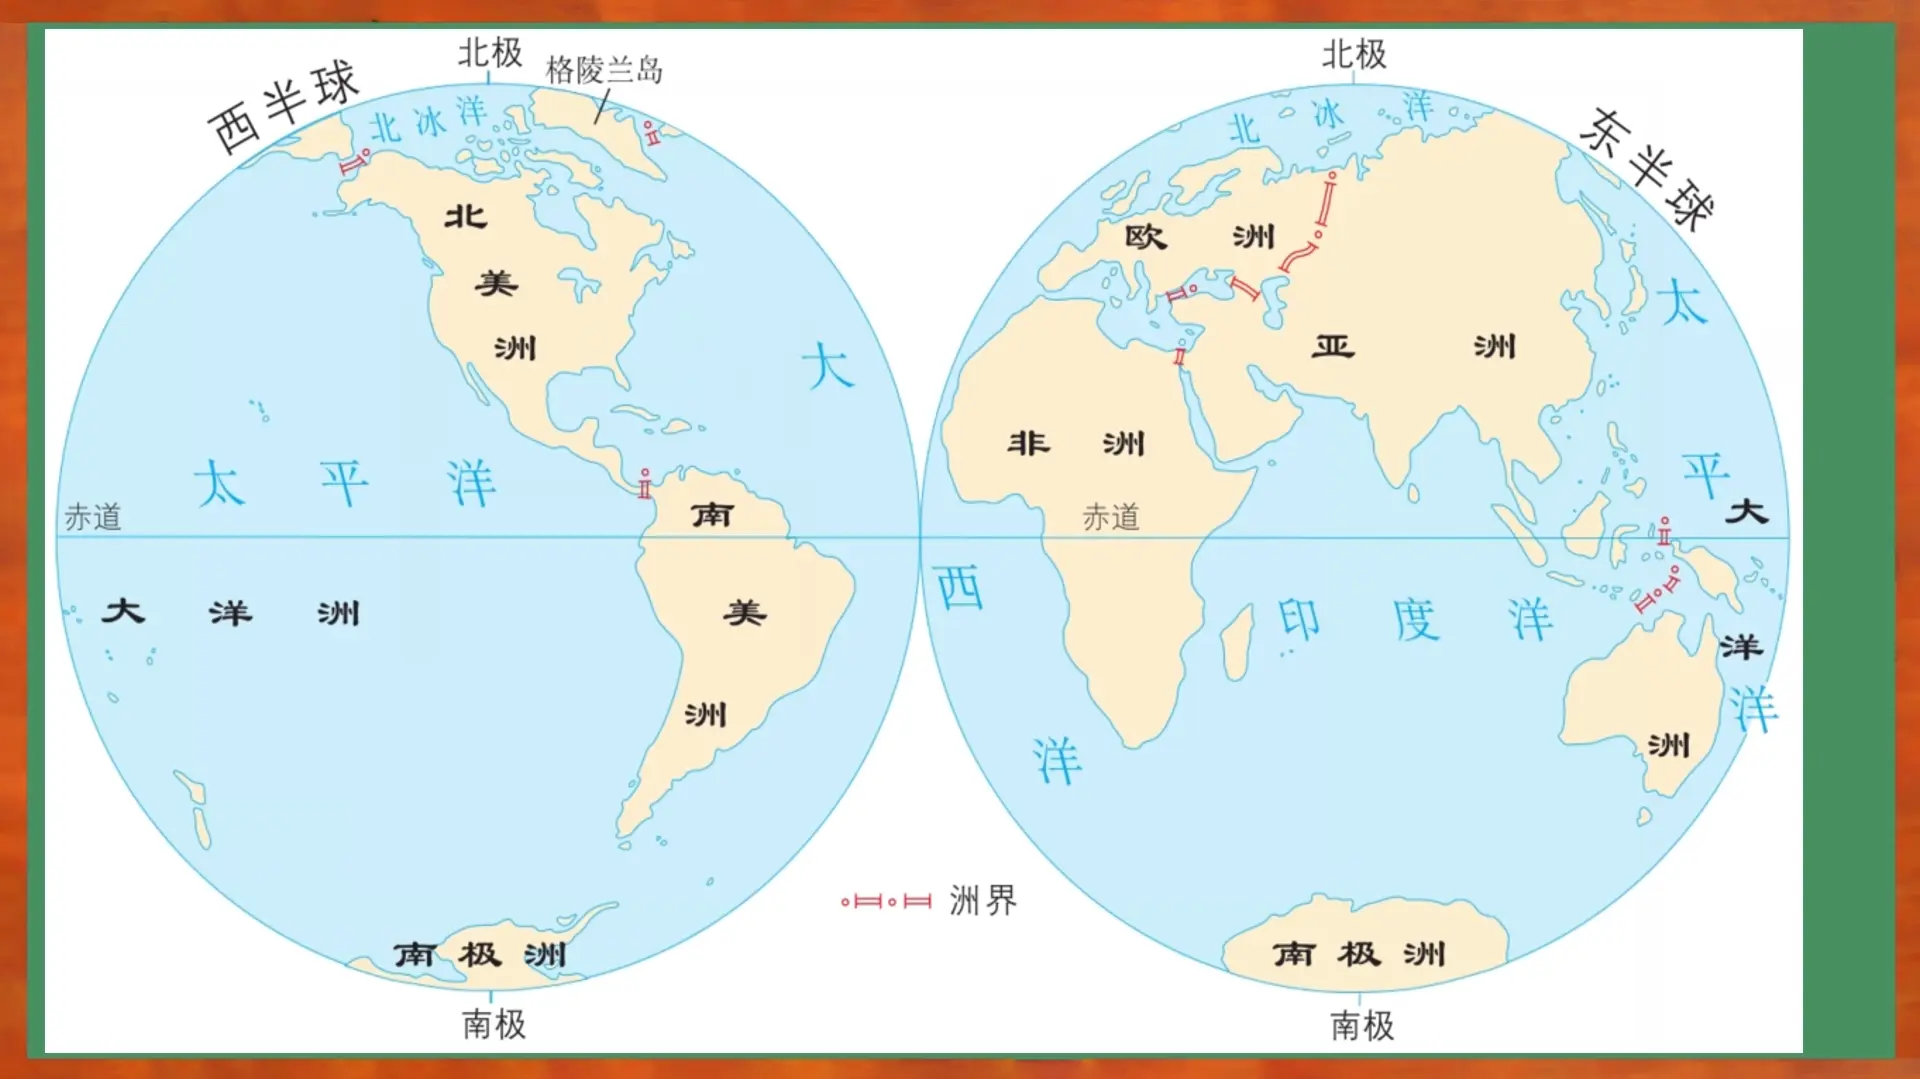 西半球
北极
格陵兰岛
北冰洋
北美洲
大西洋
太平洋
赤道
南美洲
大洋洲
南极洲
南极
洲界
东半球
北极
北冰洋
欧洲
亚洲
非洲
赤道
太平洋
印度洋
大洋洲
南极洲
南极